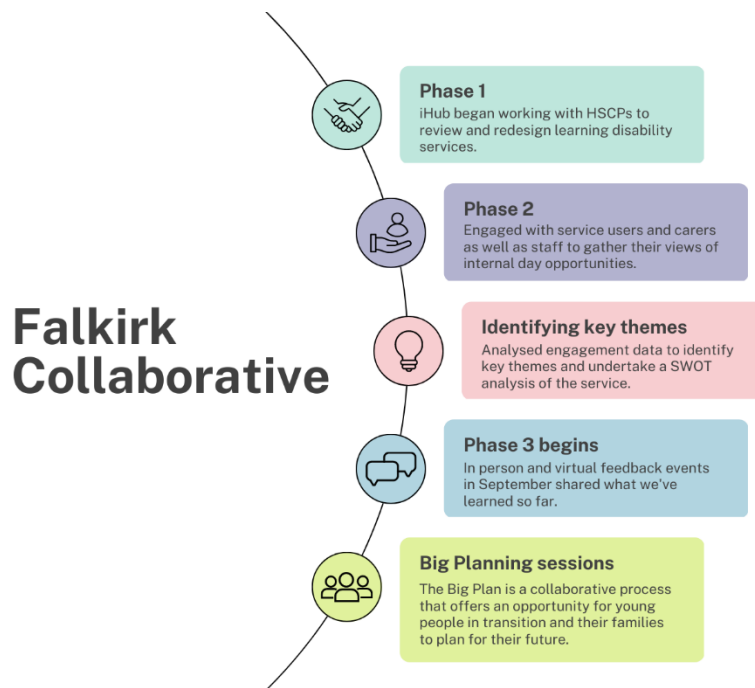 Falkirk
Collaborative
Phase 1
iHub began working with HSCPs to
review and redesign learning disability
services.
Phase 2
Engaged with service users and carers
as well as staff to gather their views of
internal day opportunities.
Identifying key themes
Analysed engagement data to identify
key themes and undertake a SWOT
analysis of the service.
Phase 3 begins
In person and virtual feedback events
in September shared what we've
learned so far.
Big Planning sessions
The Big Plan is a collaborative process
that offers an opportunity for young
people in transition and their families
to plan for their future.